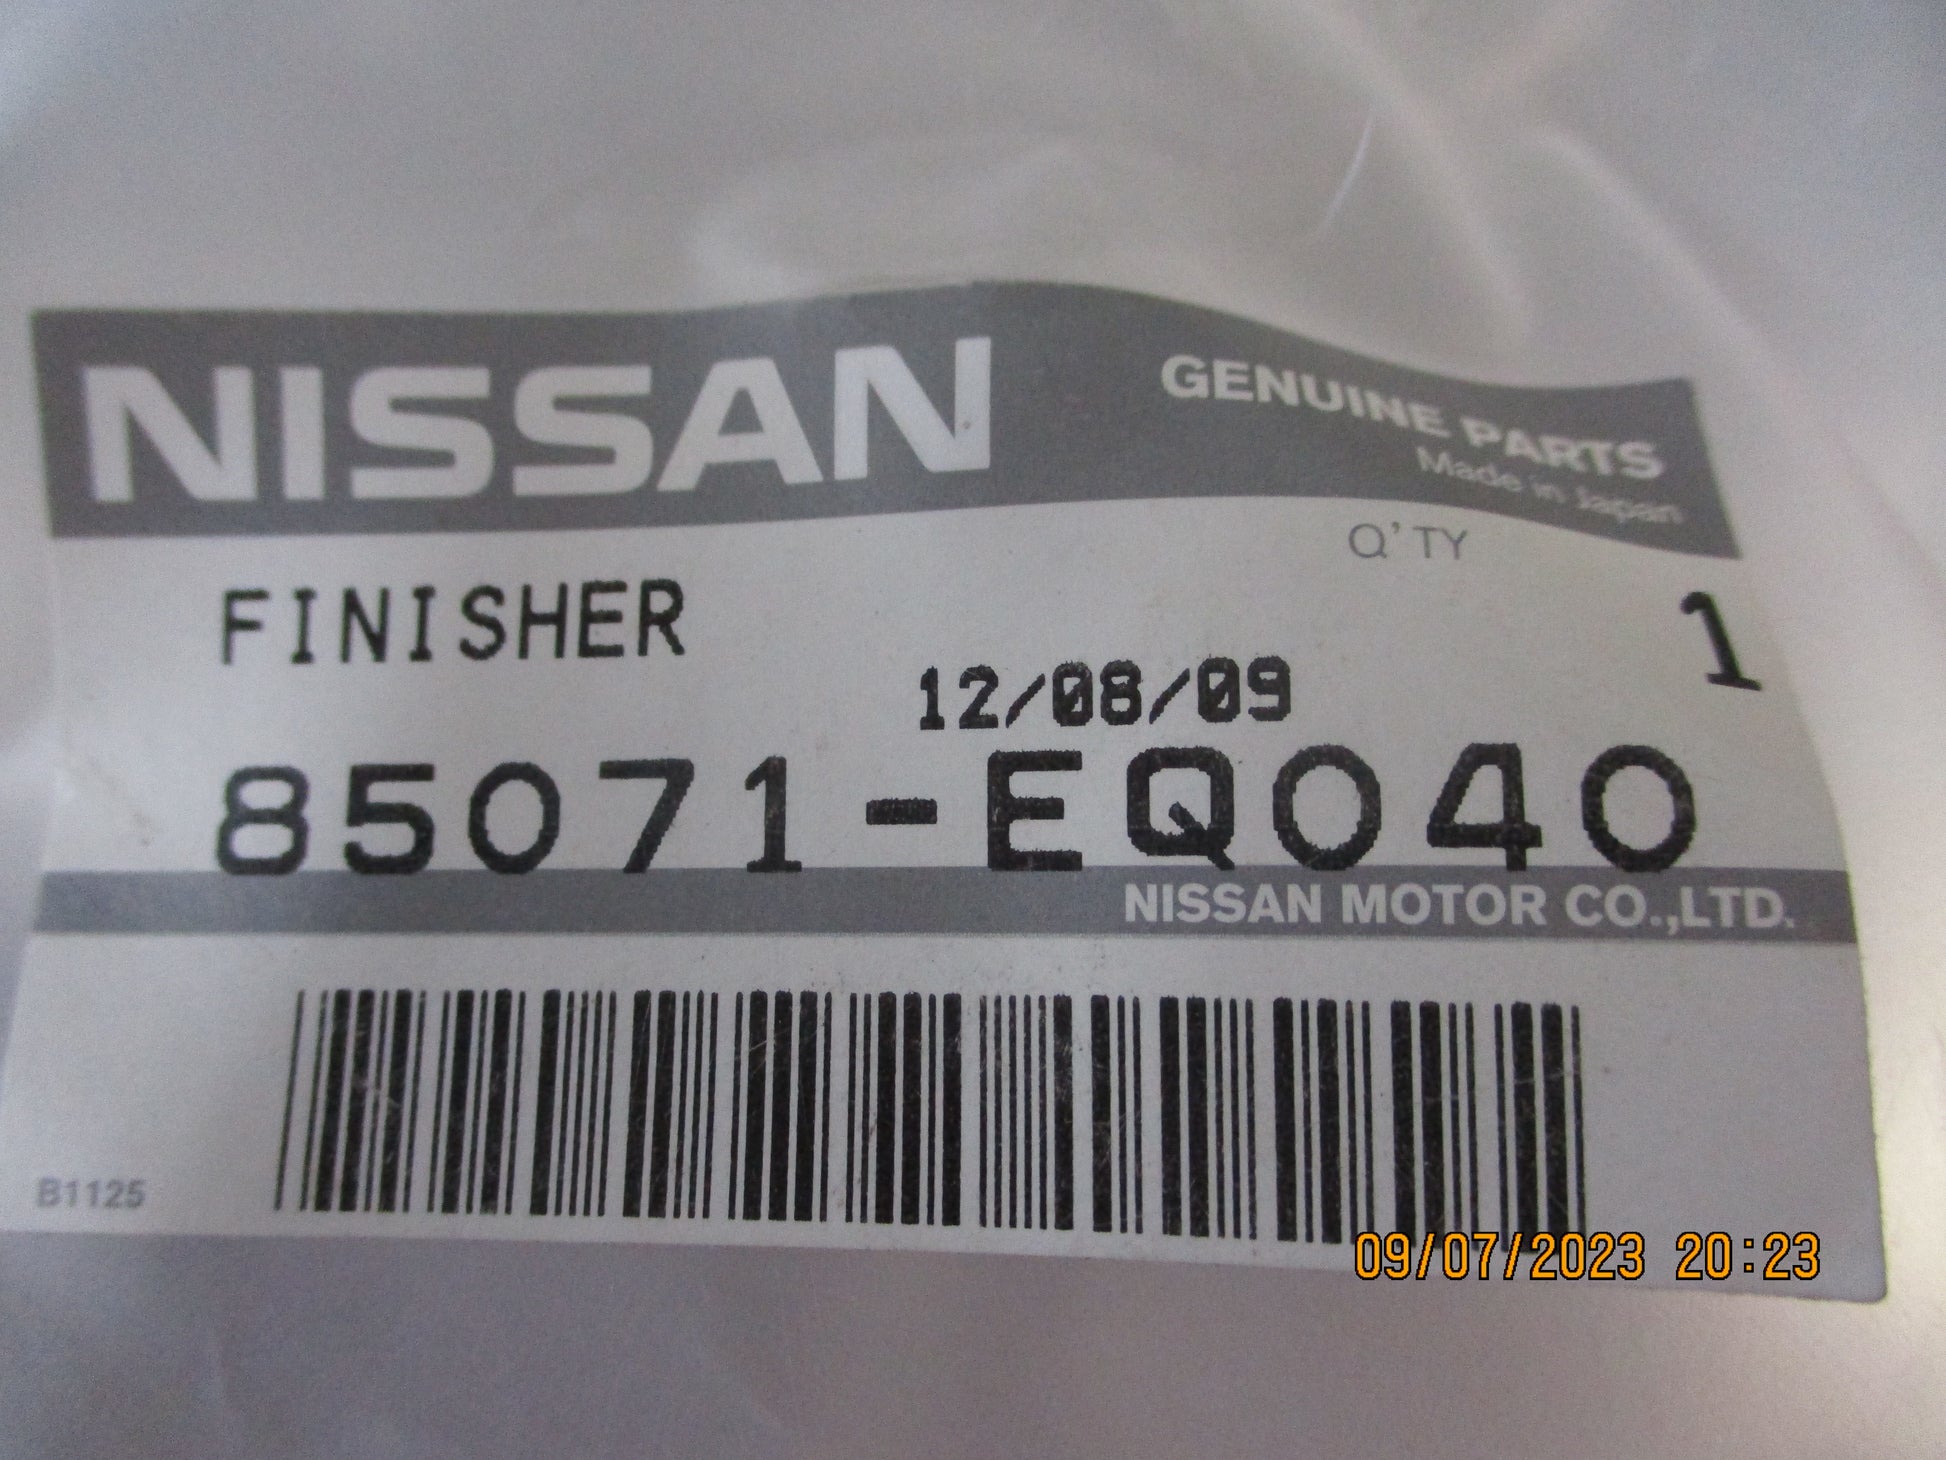 NISSAN
GENUINE PARTS
Made in Japan
Q'TY
FINISHER
1
12/08/09
85071-EQ040
NISSAN MOTOR CO.,LTD.
B1125
09/07/2023 20:23